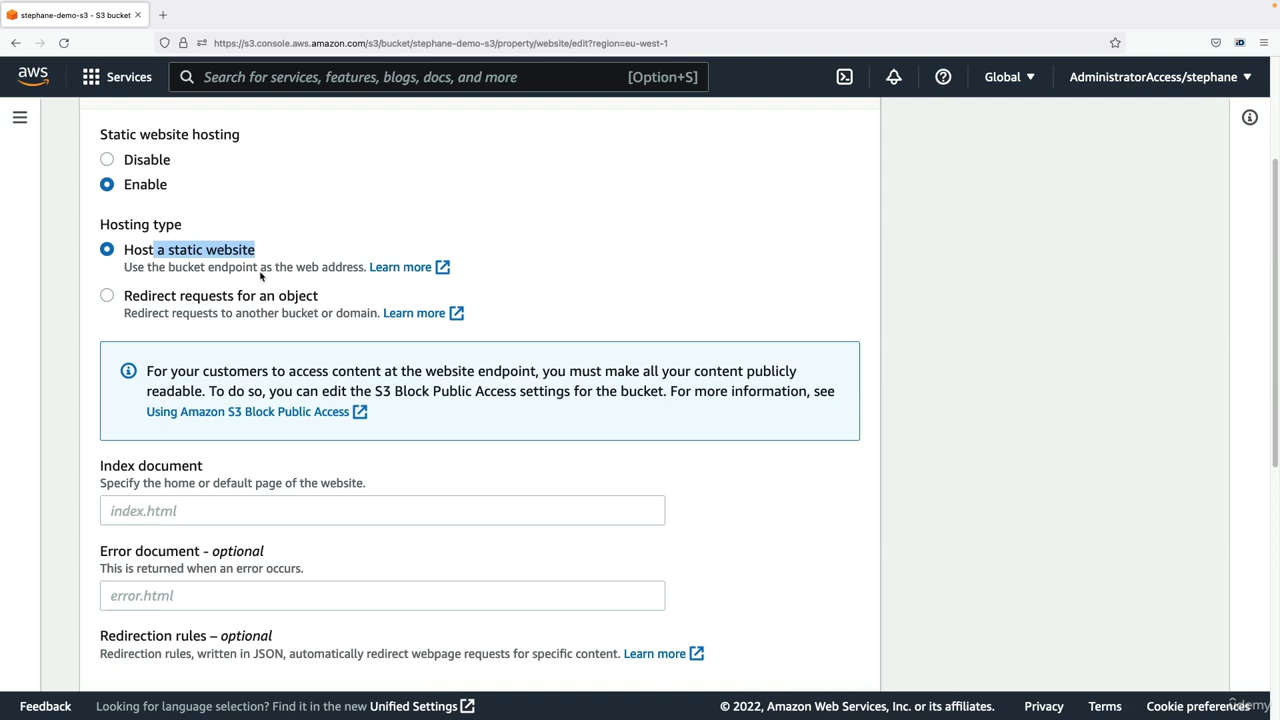 stephane-demo-s3 - S3 bucket
https://s3.console.aws.amazon.com/s3/bucket/stephane-demo-s3/property/website/edit?region=eu-west-1
aws Services Search for services, features, blogs, docs, and more [Option+S] Global AdministratorAccess/stephane
Static website hosting
Disable
Enable
Hosting type
Host a static website
Use the bucket endpoint as the web address. Learn more
Redirect requests for an object
Redirect requests to another bucket or domain. Learn more
For your customers to access content at the website endpoint, you must make all your content publicly
readable. To do so, you can edit the S3 Block Public Access settings for the bucket. For more information, see
Using Amazon S3 Block Public Access
Index document
Specify the home or default page of the website.
index.html
Error document - optional
This is returned when an error occurs.
error.html
Redirection rules – optional
Redirection rules, written in JSON, automatically redirect webpage requests for specific content. Learn more
Feedback Looking for language selection? Find it in the new Unified Settings © 2022, Amazon Web Services, Inc. or its affiliates. Privacy Terms Cookie preferences
Udemy